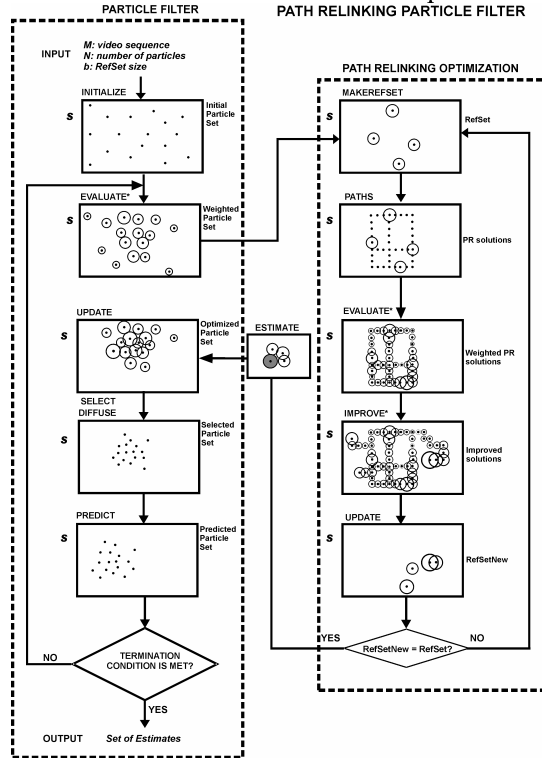 PARTICLE FILTER
PATH RELINKING PARTICLE FILTER
INPUT
M: video sequence
N: number of particles
b: RefSet size
INITIALIZE
S
Initial
Particle
Set
EVALUATE*
S
Weighted
Particle
Set
UPDATE
S
Optimized
Particle
Set
SELECT
DIFFUSE
S
Selected
Particle
Set
PREDICT
S
Predicted
Particle
Set
NO
TERMINATION
CONDITION IS MET?
YES
OUTPUT
Set of Estimates
ESTIMATE
PATH RELINKING OPTIMIZATION
MAKEREFSET
S
RefSet
PATHS
S
PR solutions
EVALUATE*
S
Weighted PR
solutions
IMPROVE*
S
Improved
solutions
UPDATE
S
RefSetNew
YES
RefSetNew = RefSet?
NO